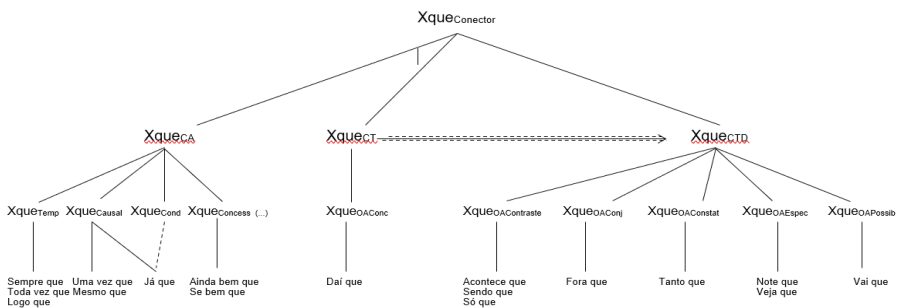 XqueConector
XqueCA XqueCT XqueCTD
XqueTemp XqueCausal XqueCond XqueConcess (...) XqueOAConc XqueOAContraste XqueOAConj XqueOAConstat XqueOAEspec XqueOAPossib
Sempre que Uma vez que Já que Ainda bem que Daí que Acontece que Fora que Tanto que Note que Vai que
Toda vez que Mesmo que Se bem que Sendo que Veja que
Logo que Só que